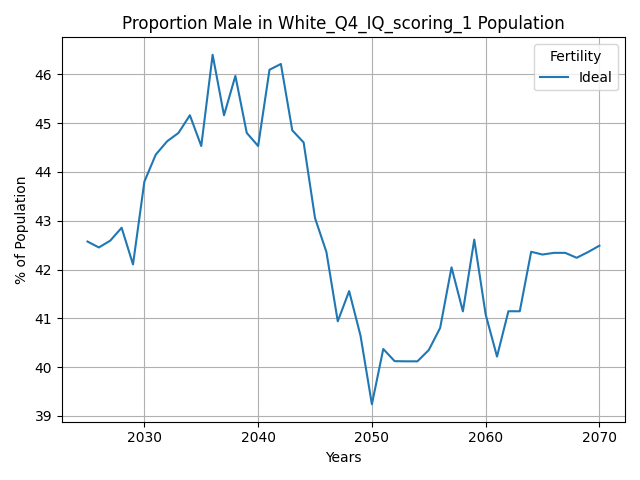 Proportion Male in White_Q4_IQ_scoring_1 Population
Fertility
Ideal
% of Population
46
45
44
43
42
41
40
39
2030
2040
2050
2060
2070
Years